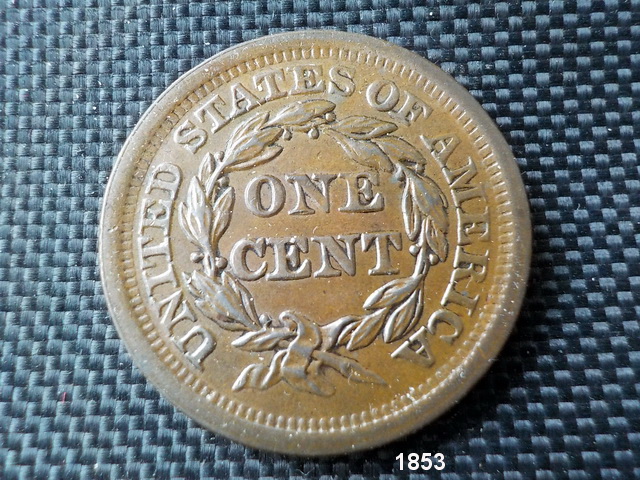 UNITED STATES OF AMERICA
ONE
CENT
1853